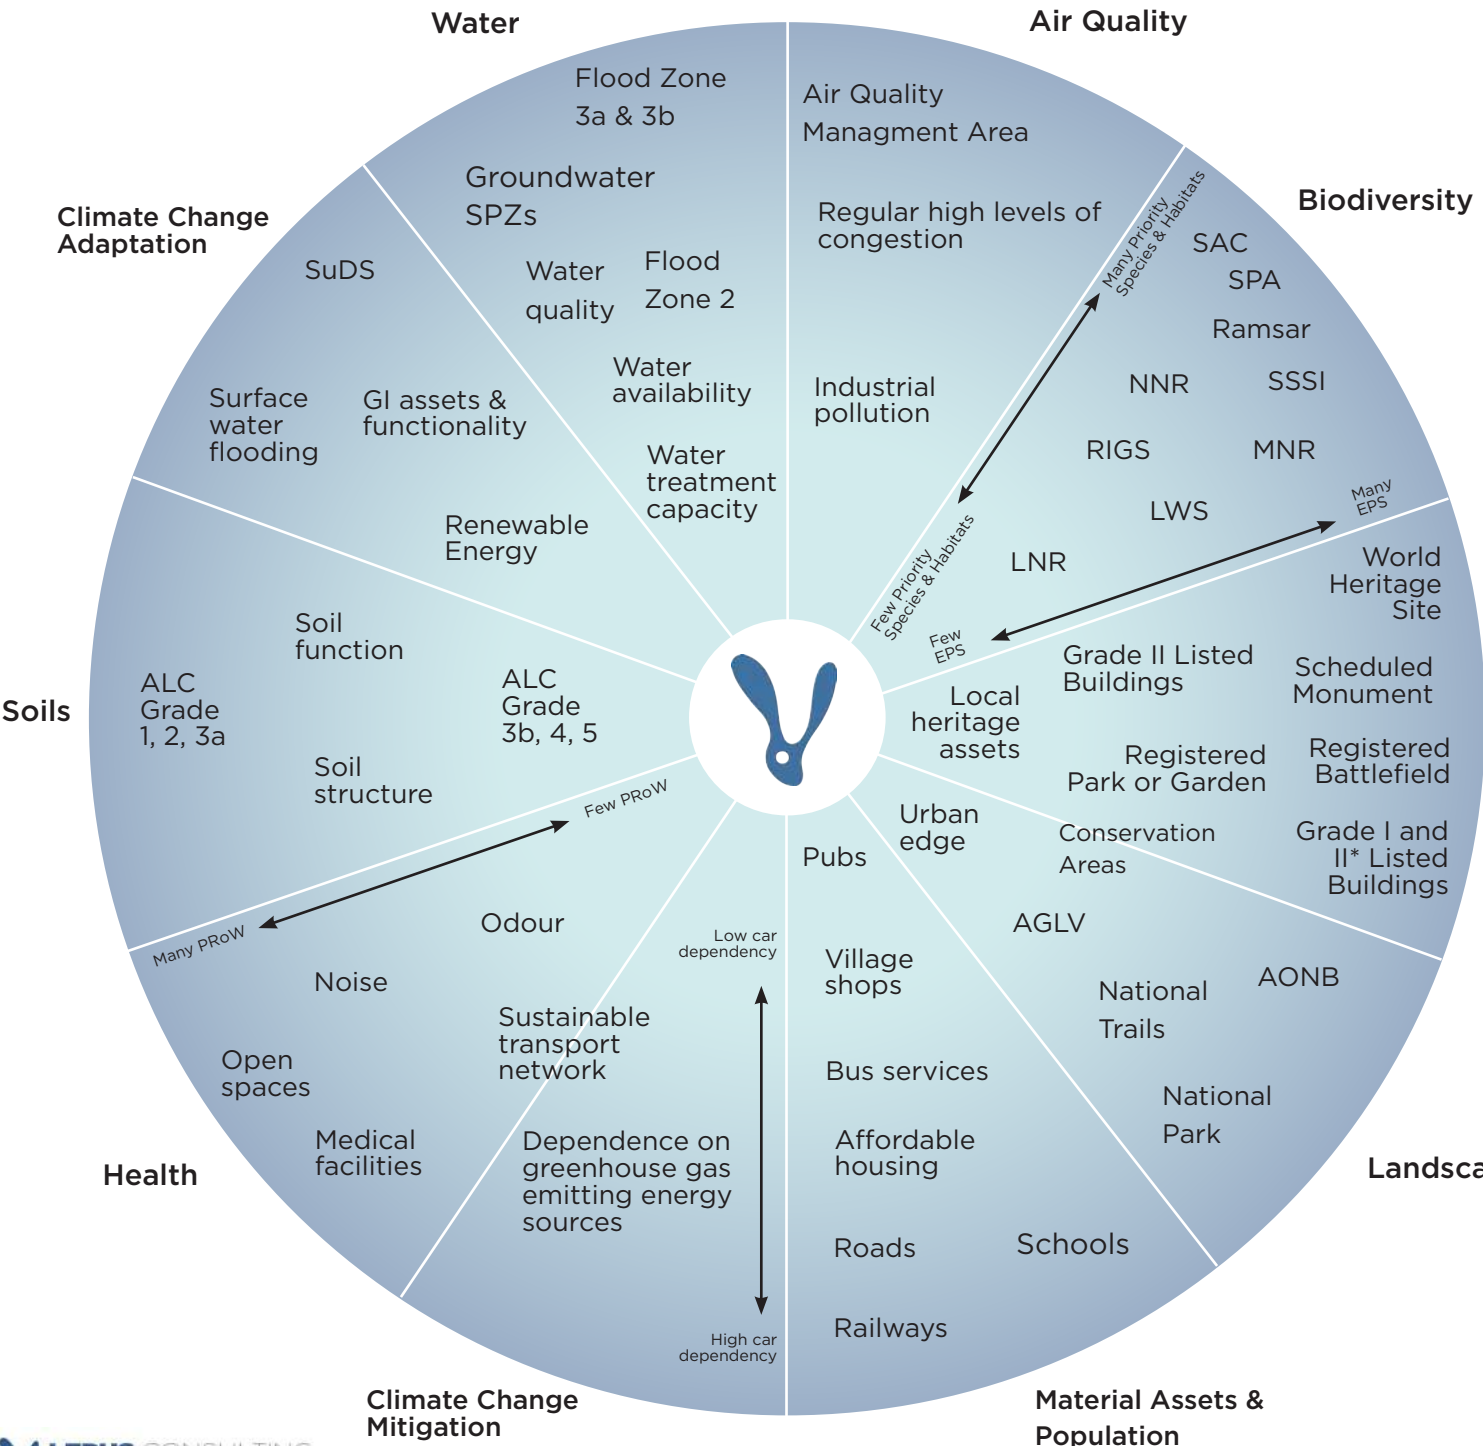 Water
Air Quality
Flood Zone
3a & 3b
Air Quality
Managment Area
Groundwater
SPZs
Regular high levels of
congestion
Many Priority
Species & Habitats
Biodiversity
SAC
SPA
Ramsar
NNR
SSSI
RIGS
MNR
LWS
LNR
Many
EPS
Few
EPS
Few Priority
Species & Habitats
Industrial
pollution
Climate Change
Adaptation
SuDS
Water
quality
Flood
Zone 2
Water
availability
Water
treatment
capacity
Surface
water
flooding
GI assets &
functionality
Renewable
Energy
World
Heritage
Site
Grade II Listed
Buildings
Scheduled
Monument
Local
heritage
assets
Registered
Park or Garden
Registered
Battlefield
Conservation
Areas
Grade I and
II* Listed
Buildings
Soils
Soil
function
ALC
Grade
1, 2, 3a
ALC
Grade
3b, 4, 5
Soil
structure
Few PRoW
Many PRoW
Odour
Noise
Open
spaces
Medical
facilities
Health
Urban
edge
AGLV
AONB
National
Trails
National
Park
Landsca
Pubs
Village
shops
Bus services
Affordable
housing
Roads
Schools
Railways
Low car
dependency
Sustainable
transport
network
Dependence on
greenhouse gas
emitting energy
sources
High car
dependency
Climate Change
Mitigation
Material Assets &
Population
LEPUS CONSULTING